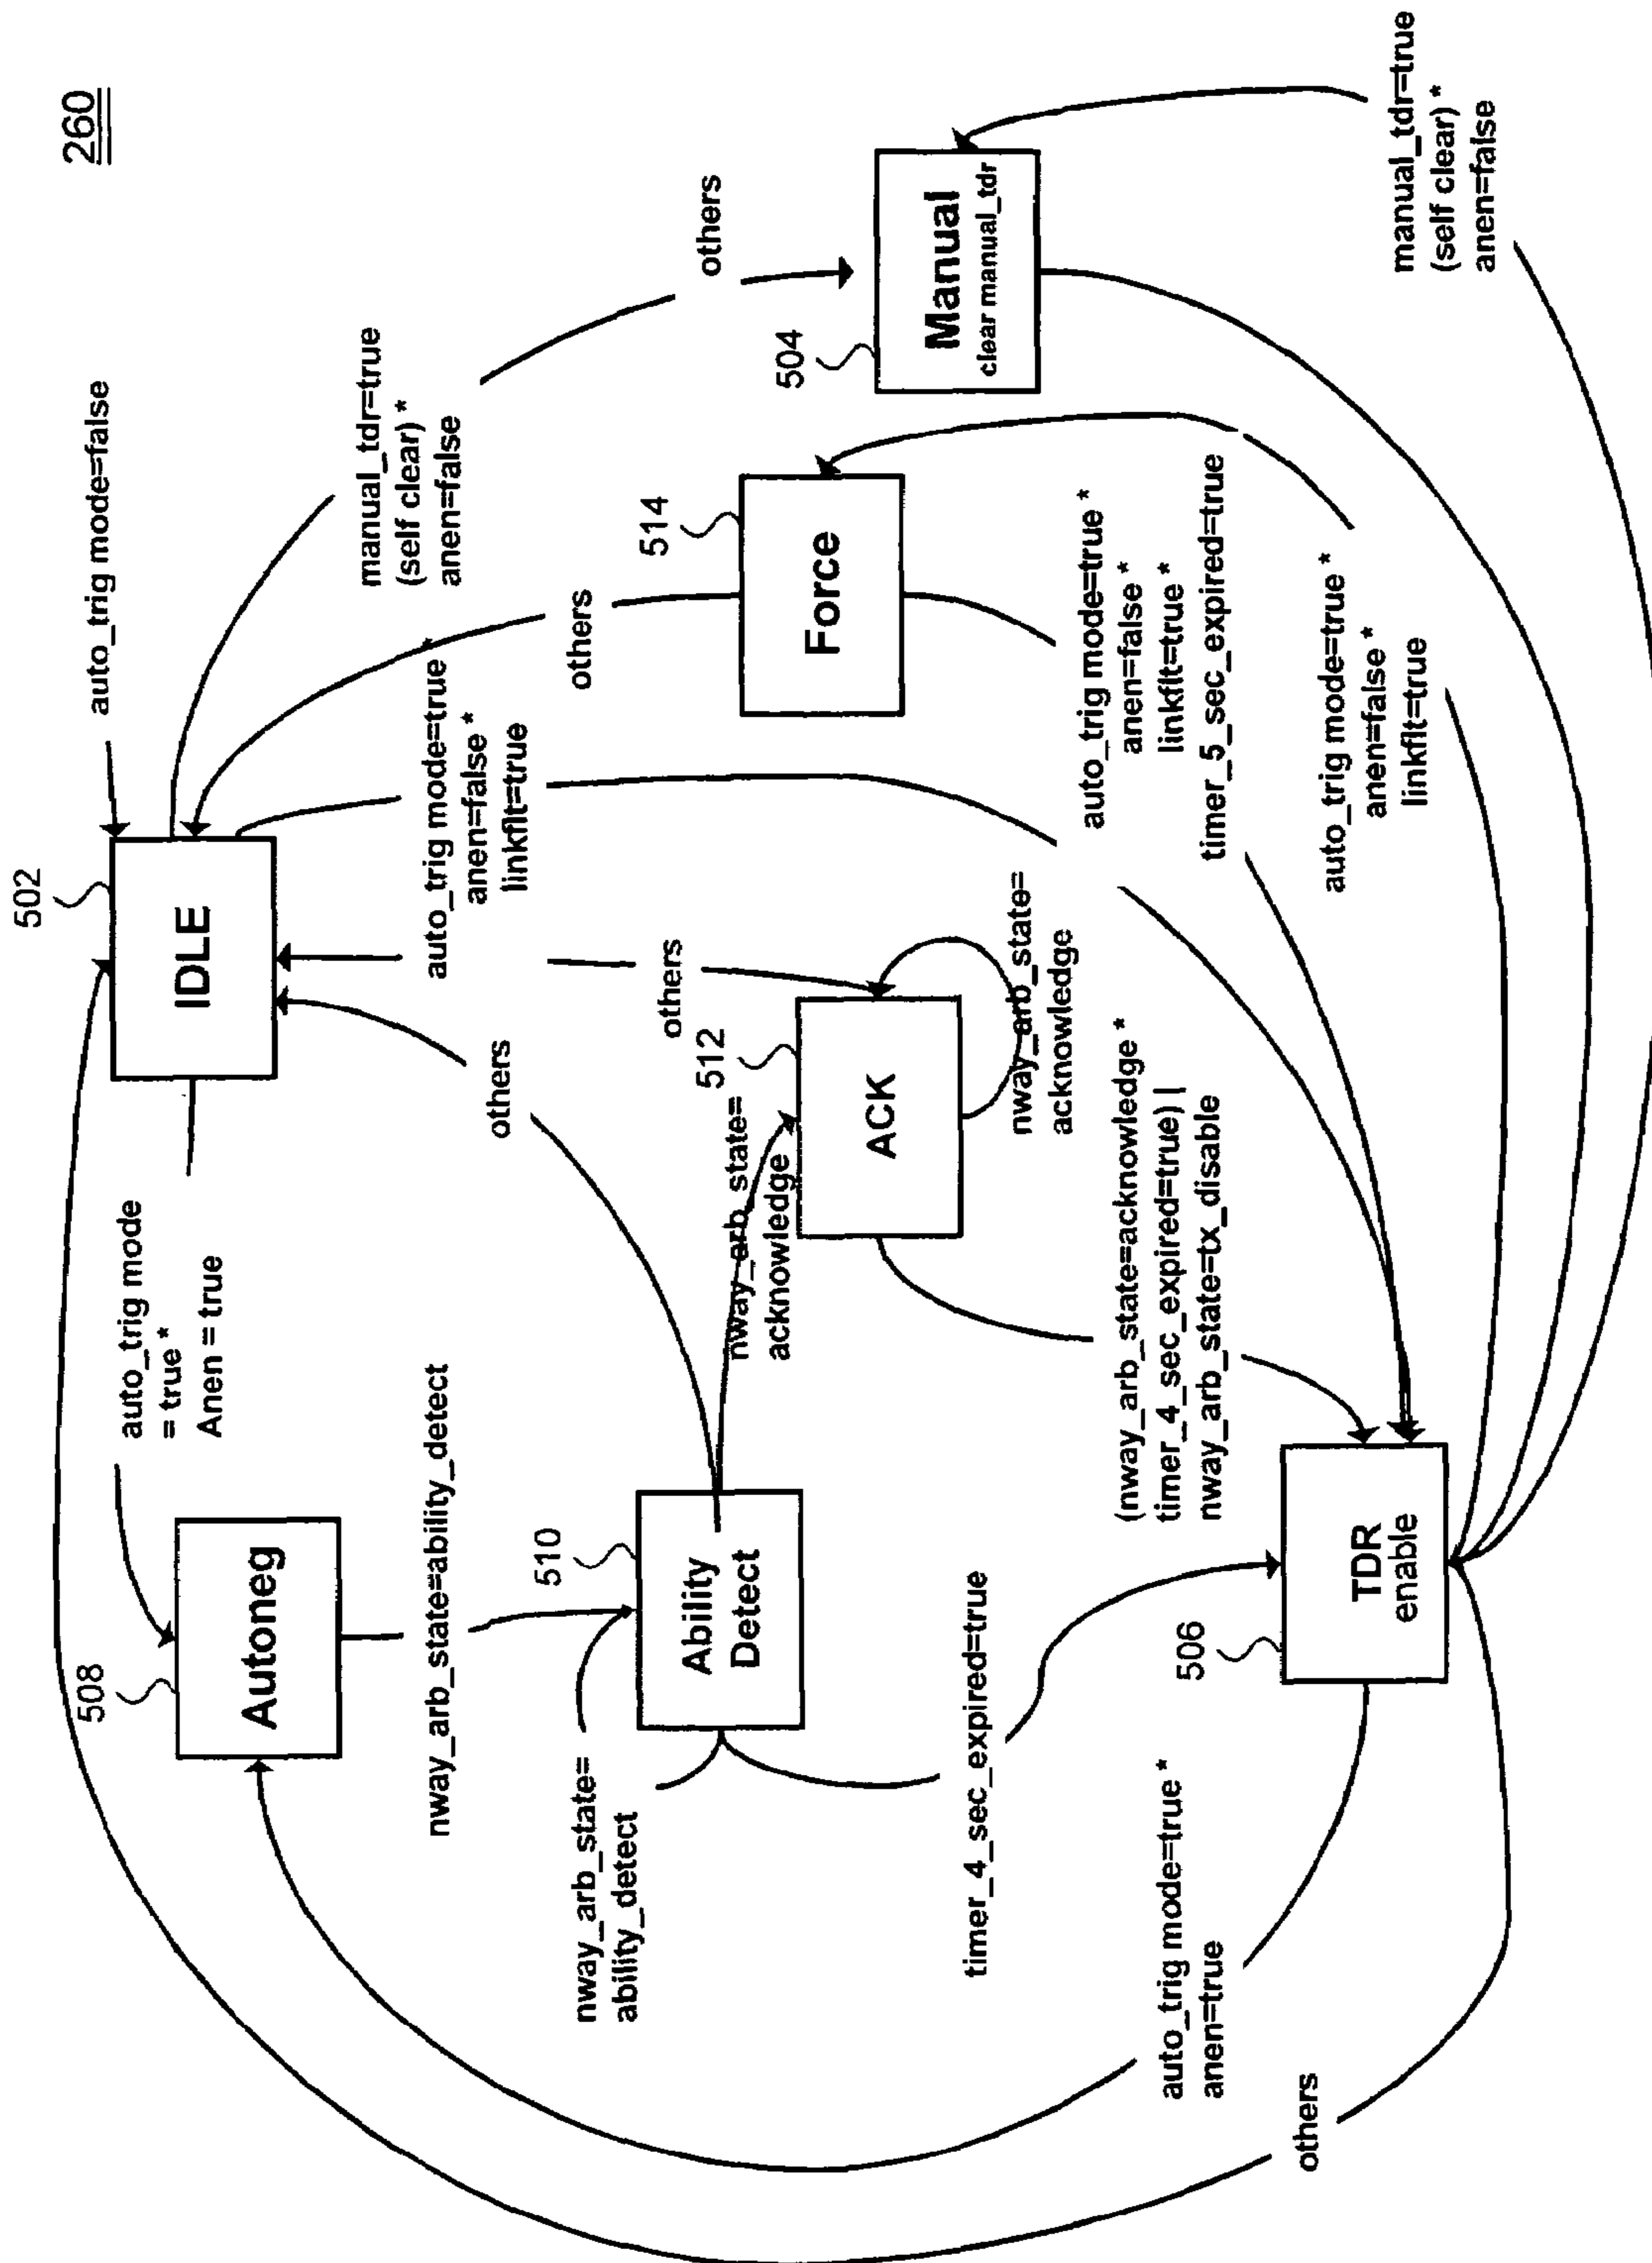 260
502
IDLE
auto_trig mode=false
auto_trig mode
= true*
Anen = true
508
Autoneg
manual_tdr=true
(self clear) *
anen=false
others
auto_trig mode=true*
anen=false *
linkflt=true
others
514
Force
504
Manual
clear manual_tdr
nway_arb_state=ability_detect
others
others
512
ACK
nway_arb_state=
acknowledge
nway_arb_state=
acknowledge
nway_arb_state=
ability_detect
510
Ability
Detect
auto_trig mode=true *
anen=false *
linkflt=true *
timer_5_sec_expired=true
timer_4_sec_expired=true
(nway_arb_state=acknowledge *
timer_4_sec_expired=true) |
nway_arb_state=tx_disable
auto_trig mode=true *
anen=false *
linkflt=true
manual_tdr=true
(self clear) *
anen=false
auto_trig mode=true *
anen=true
506
TDR
enable
others